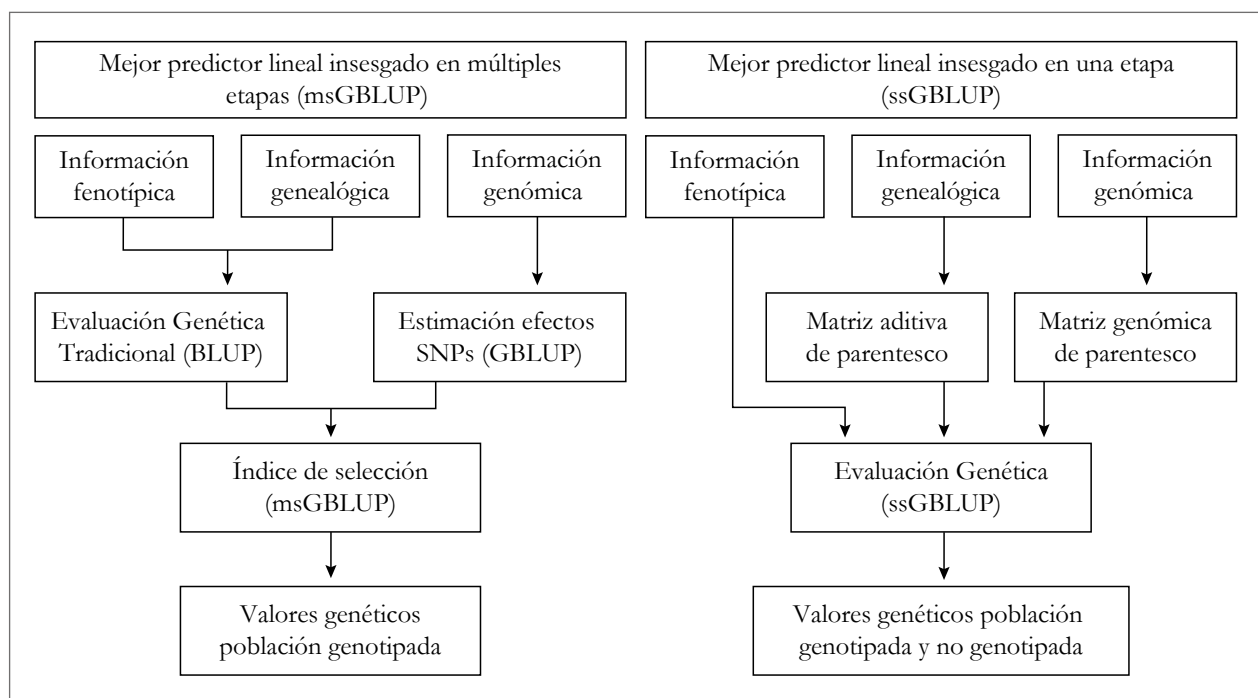 Mejor predictor lineal insesgado en múltiples
etapas (msGBLUP)
Información
fenotípica
Información
genealógica
Información
genómica
Evaluación Genética
Tradicional (BLUP)
Estimación efectos
SNPs (GBLUP)
Índice de selección
(msGBLUP)
Valores genéticos
población genotipada
Mejor predictor lineal insesgado en una etapa
(ssGBLUP)
Información
fenotípica
Información
genealógica
Información
genómica
Matriz aditiva
de parentesco
Matriz genómica
de parentesco
Evaluación Genética
(ssGBLUP)
Valores genéticos población
genotipada y no genotipada